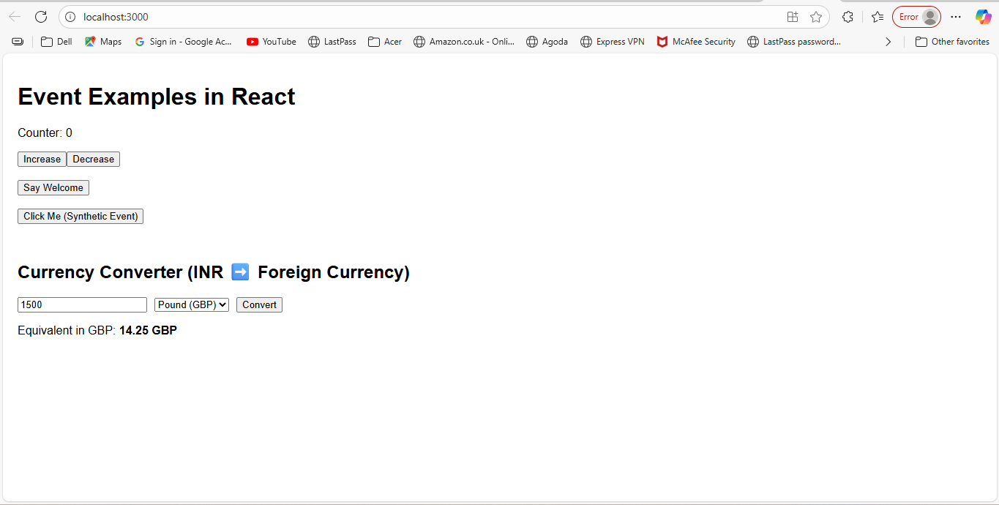 localhost:3000
Error
Dell Maps Sign in - Google Ac... YouTube LastPass Acer Amazon.co.uk - Onli... Agoda Express VPN McAfee Security LastPass password... Other favorites
Event Examples in React
Counter: 0
Increase Decrease
Say Welcome
Click Me (Synthetic Event)
Currency Converter (INR ➡️ Foreign Currency)
1500 Pound (GBP) Convert
Equivalent in GBP: 14.25 GBP